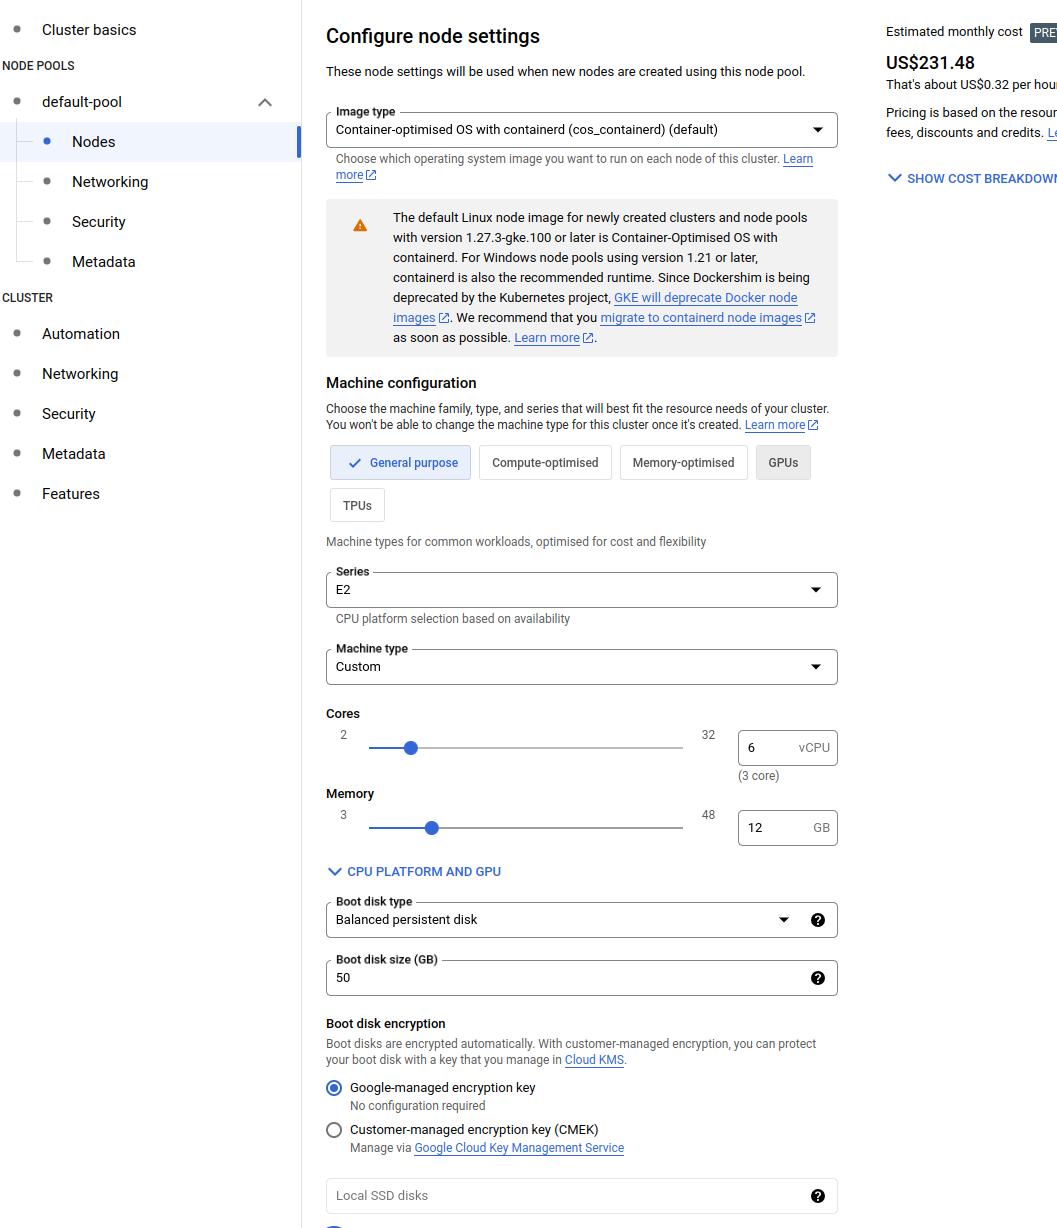 Cluster basics
NODE POOLS
default-pool
Nodes
Networking
Security
Metadata
CLUSTER
Automation
Networking
Security
Metadata
Features
Configure node settings
These node settings will be used when new nodes are created using this node pool.
Image type
Container-optimised OS with containerd (cos_containerd) (default)
Choose which operating system image you want to run on each node of this cluster. Learn
more
The default Linux node image for newly created clusters and node pools
with version 1.27.3-gke.100 or later is Container-Optimised OS with
containerd. For Windows node pools using version 1.21 or later,
containerd is also the recommended runtime. Since Dockershim is being
deprecated by the Kubernetes project, GKE will deprecate Docker node
images. We recommend that you migrate to containerd node images
as soon as possible. Learn more.
Machine configuration
Choose the machine family, type, and series that will best fit the resource needs of your cluster.
You won't be able to change the machine type for this cluster once it's created. Learn more
General purpose
Compute-optimised
Memory-optimised
GPUs
TPUs
Machine types for common workloads, optimised for cost and flexibility
Series
E2
CPU platform selection based on availability
Machine type
Custom
Cores
2
32
6 vCPU
(3 core)
Memory
3
48
12 GB
CPU PLATFORM AND GPU
Boot disk type
Balanced persistent disk
Boot disk size (GB)
50
Boot disk encryption
Boot disks are encrypted automatically. With customer-managed encryption, you can protect
your boot disk with a key that you manage in Cloud KMS.
Google-managed encryption key
No configuration required
Customer-managed encryption key (CMEK)
Manage via Google Cloud Key Management Service
Local SSD disks
Estimated monthly cost PRE
US$231.48
That's about US$0.32 per hou
Pricing is based on the resour
fees, discounts and credits. Le
SHOW COST BREAKDOWN